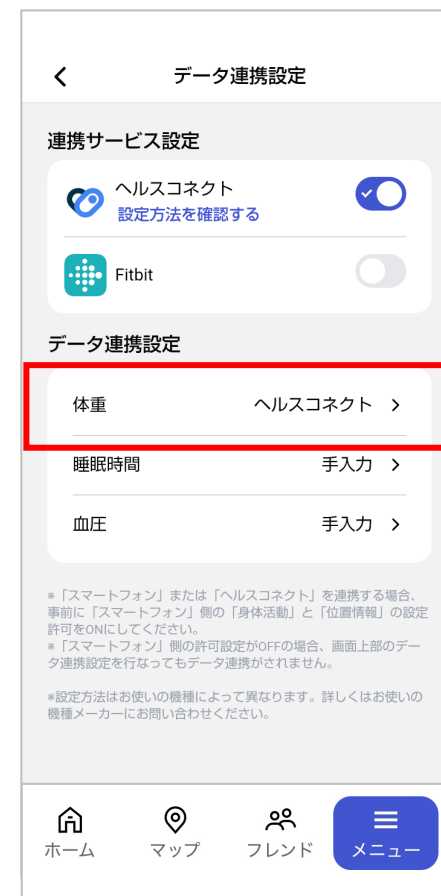 データ連携設定
連携サービス設定
ヘルスコネクト
設定方法を確認する
Fitbit
データ連携設定
体重 ヘルスコネクト
睡眠時間 手入力
血圧 手入力
※「スマートフォン」または「ヘルスコネクト」を連携する場合、
事前に「スマートフォン」側の「身体活動」と「位置情報」の設定
許可をONにしてください。
※「スマートフォン」側の許可設定がOFFの場合、画面上部のデー
タ連携設定を行なってもデータ連携がされません。
※設定方法はお使いの機種によって異なります。詳しくはお使いの
機種メーカーにお問い合わせください。
ホーム マップ フレンド メニュー